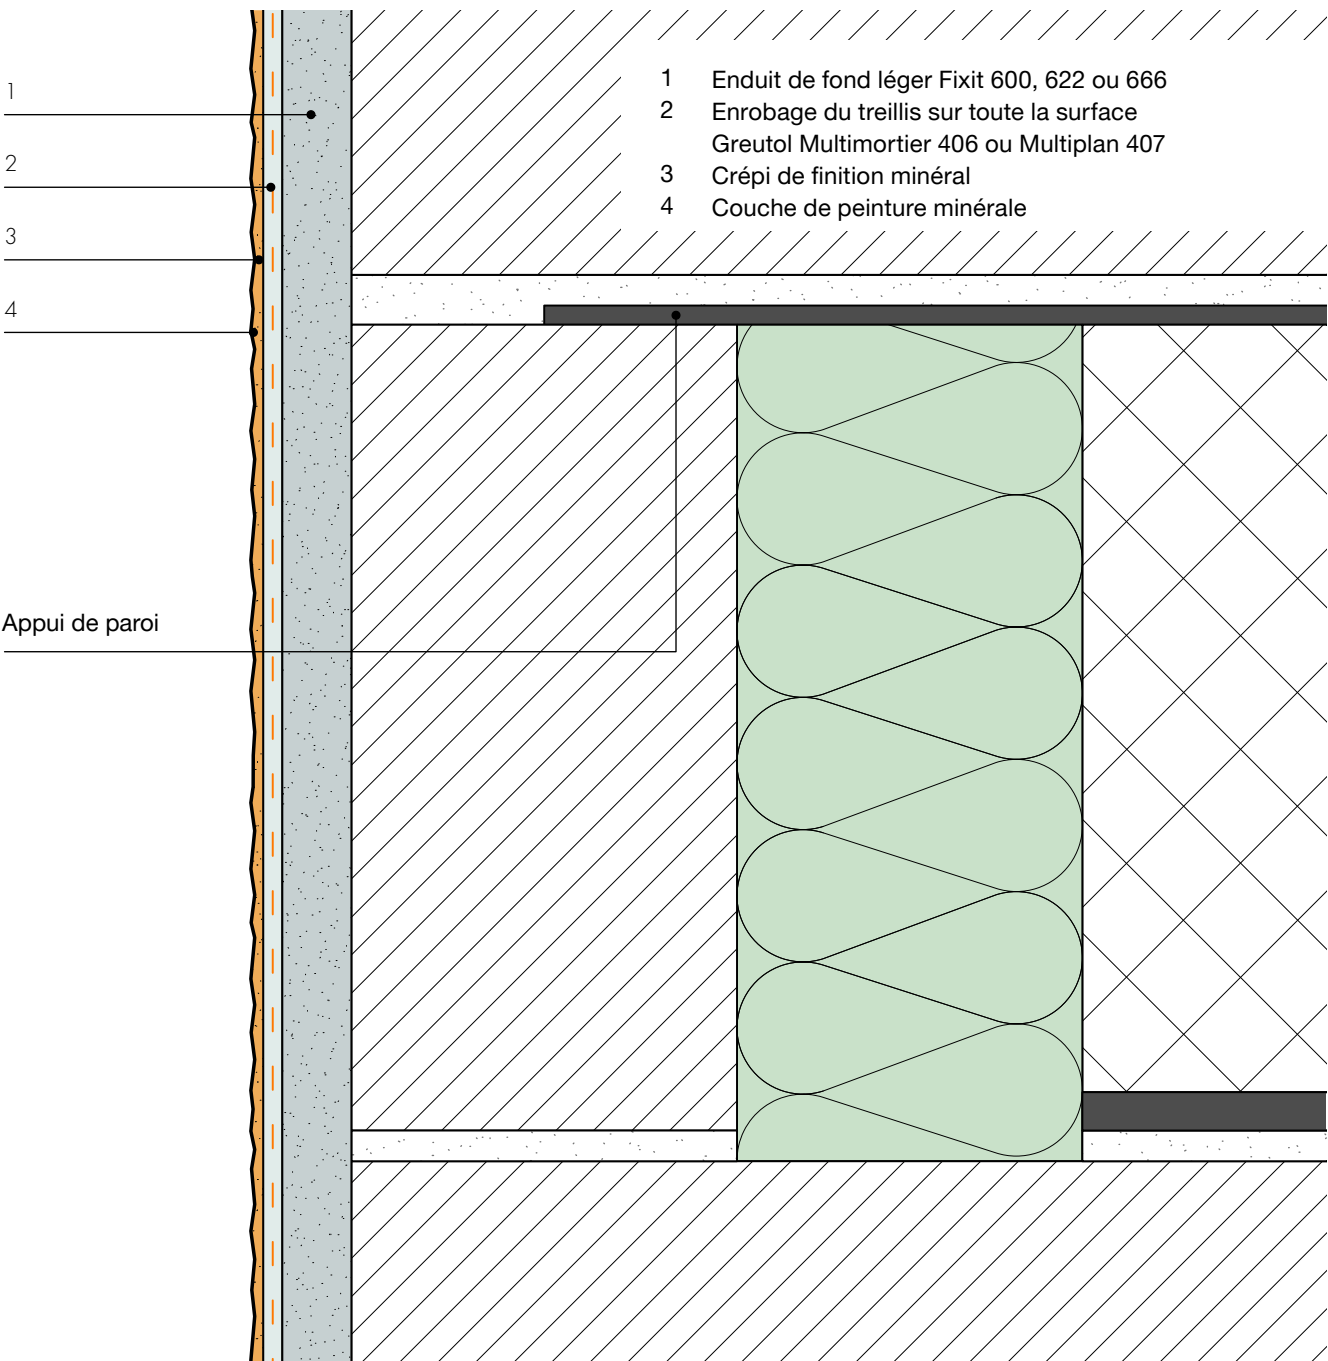 1 Enduit de fond léger Fixit 600, 622 ou 666
2 Enrobage du treillis sur toute la surface
Greutol Multimortier 406 ou Multiplan 407
3 Crépi de finition minéral
4 Couche de peinture minérale
1
2
3
4
Appui de paroi